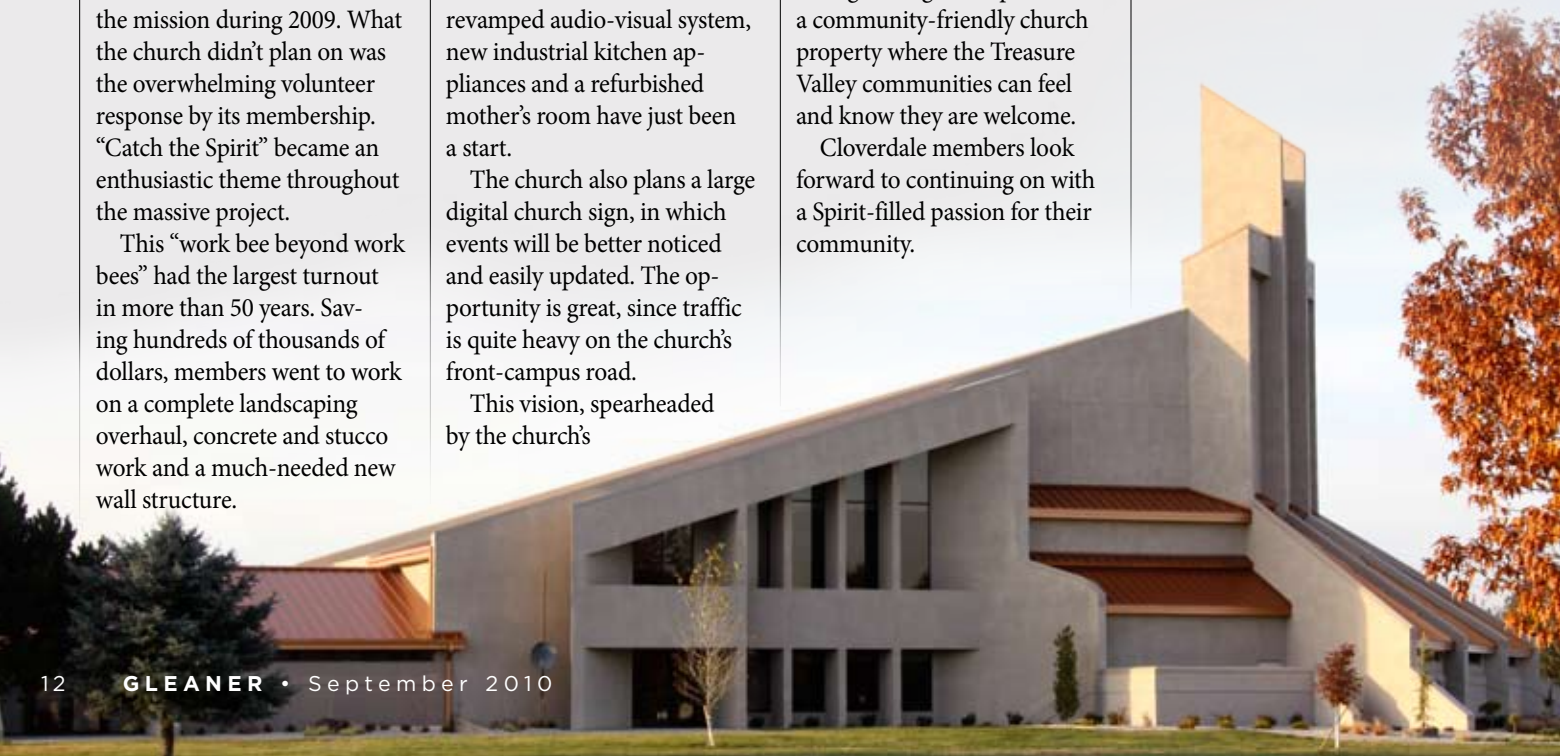 the mission during 2009. What
the church didn’t plan on was
the overwhelming volunteer
response by its membership.
“Catch the Spirit” became an
enthusiastic theme throughout
the massive project.
This “work bee beyond work
bees” had the largest turnout
in more than 50 years. Sav-
ing hundreds of thousands of
dollars, members went to work
on a complete landscaping
overhaul, concrete and stucco
work and a much-needed new
wall structure.
revamped audio-visual system,
new industrial kitchen ap-
pliances and a refurbished
mother’s room have just been
a start.
The church also plans a large
digital church sign, in which
events will be better noticed
and easily updated. The op-
portunity is great, since traffic
is quite heavy on the church’s
front-campus road.
This vision, spearheaded
by the church’s
a community-friendly church
property where the Treasure
Valley communities can feel
and know they are welcome.
Cloverdale members look
forward to continuing on with
a Spirit-filled passion for their
community.
12 GLEANER • September 2010